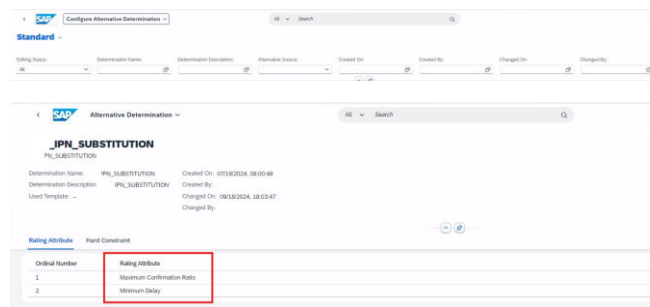 SAP Configure Alternative Determination
All Search
Standard
Editing Status: Determination Name: Determination Description: Alternative Source: Created On: Created By: Changed On: Changed By:
All
SAP Alternative Determination
All Search
_IPN_SUBSTITUTION
PN_SUBSTITUTION
Determination Name: IPN_SUBSTITUTION Created On: 07/19/2024, 08:00:48
Determination Description: IPN_SUBSTITUTION Created By:
Used Template: – Changed On: 09/18/2024, 18:03:47
Changed By:
Rating Attribute Hard Constraint
Ordinal Number Rating Attribute
1 Maximum Confirmation Ratio
2 Minimum Delay